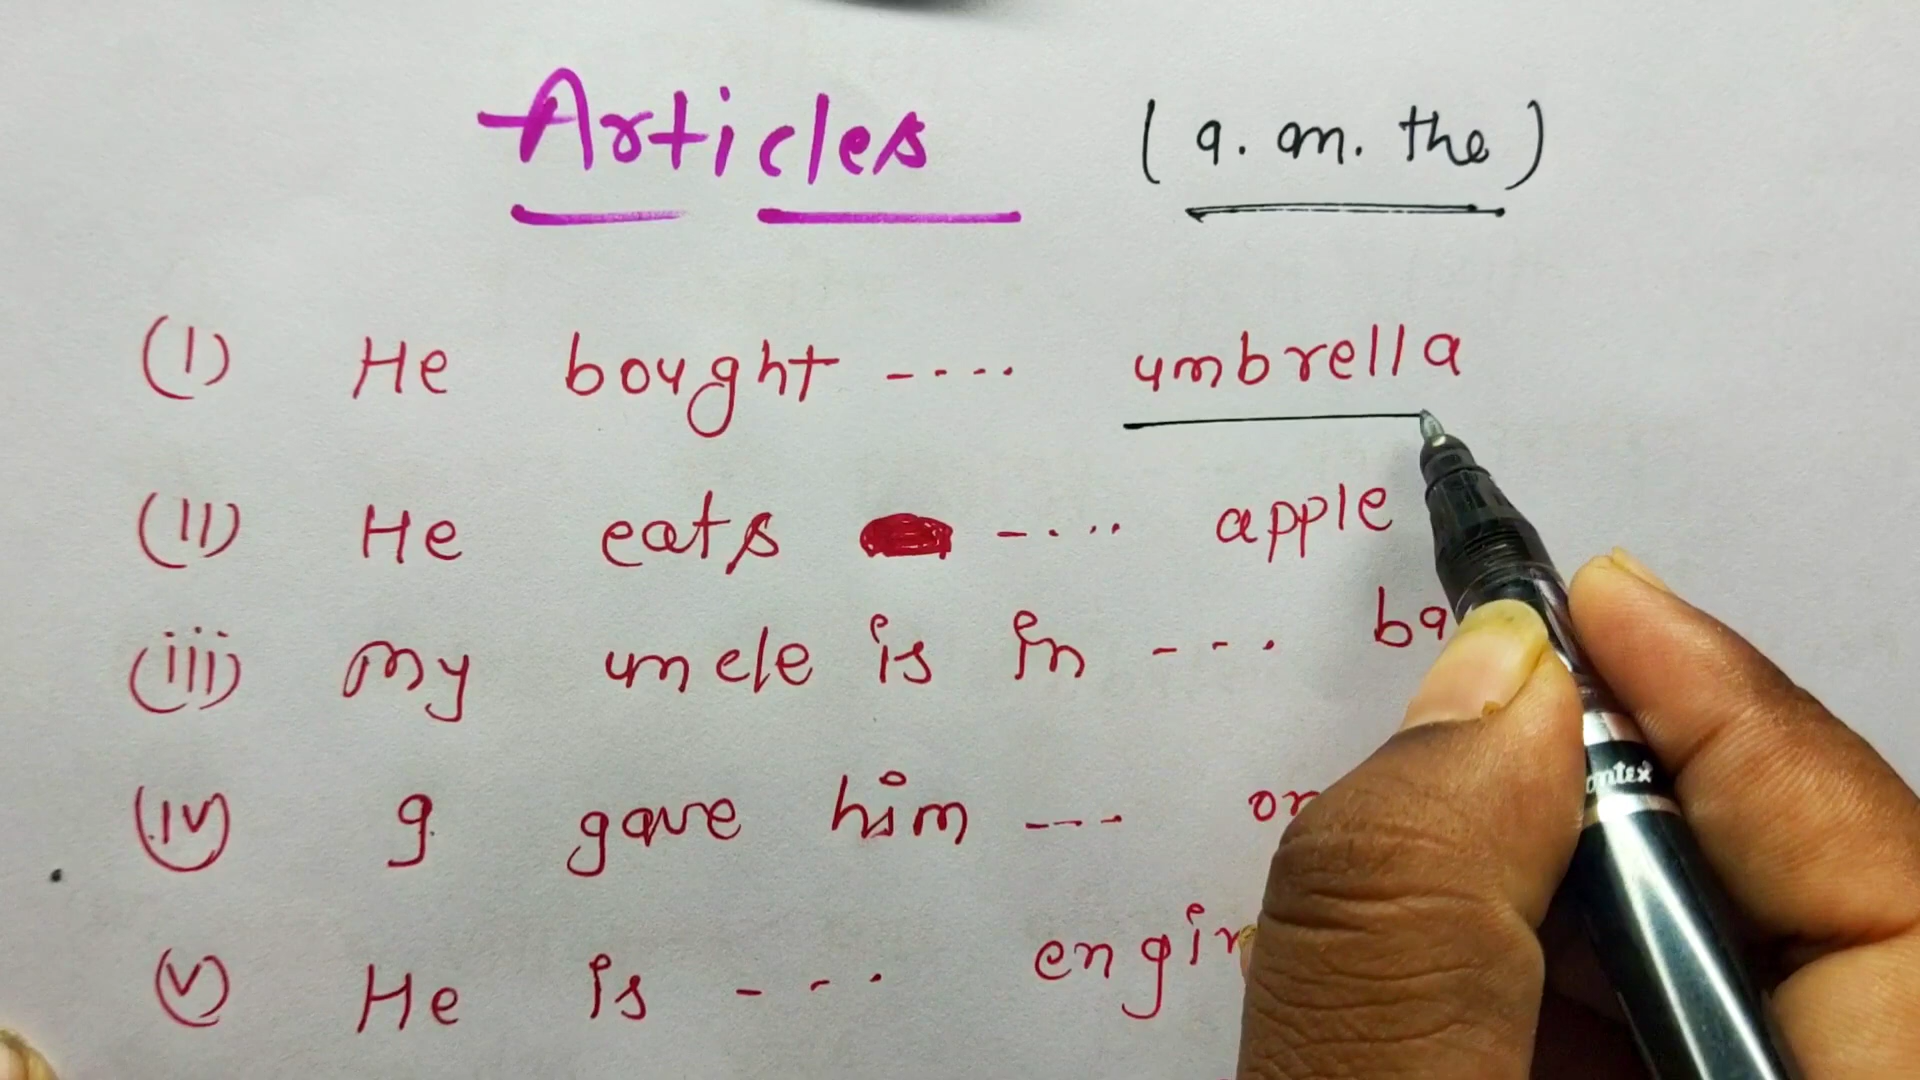 Articles (a. an. the)
(I) He bought ---- umbrella
(II) He eats ---- apple
(iii) My uncle is in ---
(iv) I gave him ---
(v) He is ---